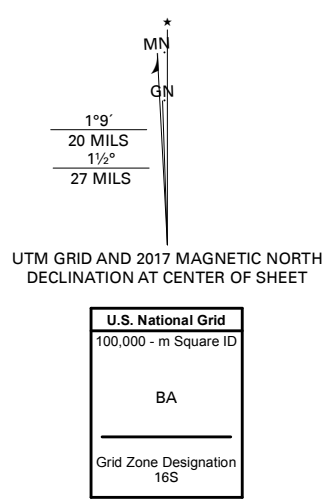 ★
MN
GN
1°9´
20 MILS
1½°
27 MILS
UTM GRID AND 2017 MAGNETIC NORTH
DECLINATION AT CENTER OF SHEET
U.S. National Grid
100,000 - m Square ID
BA
Grid Zone Designation
16S